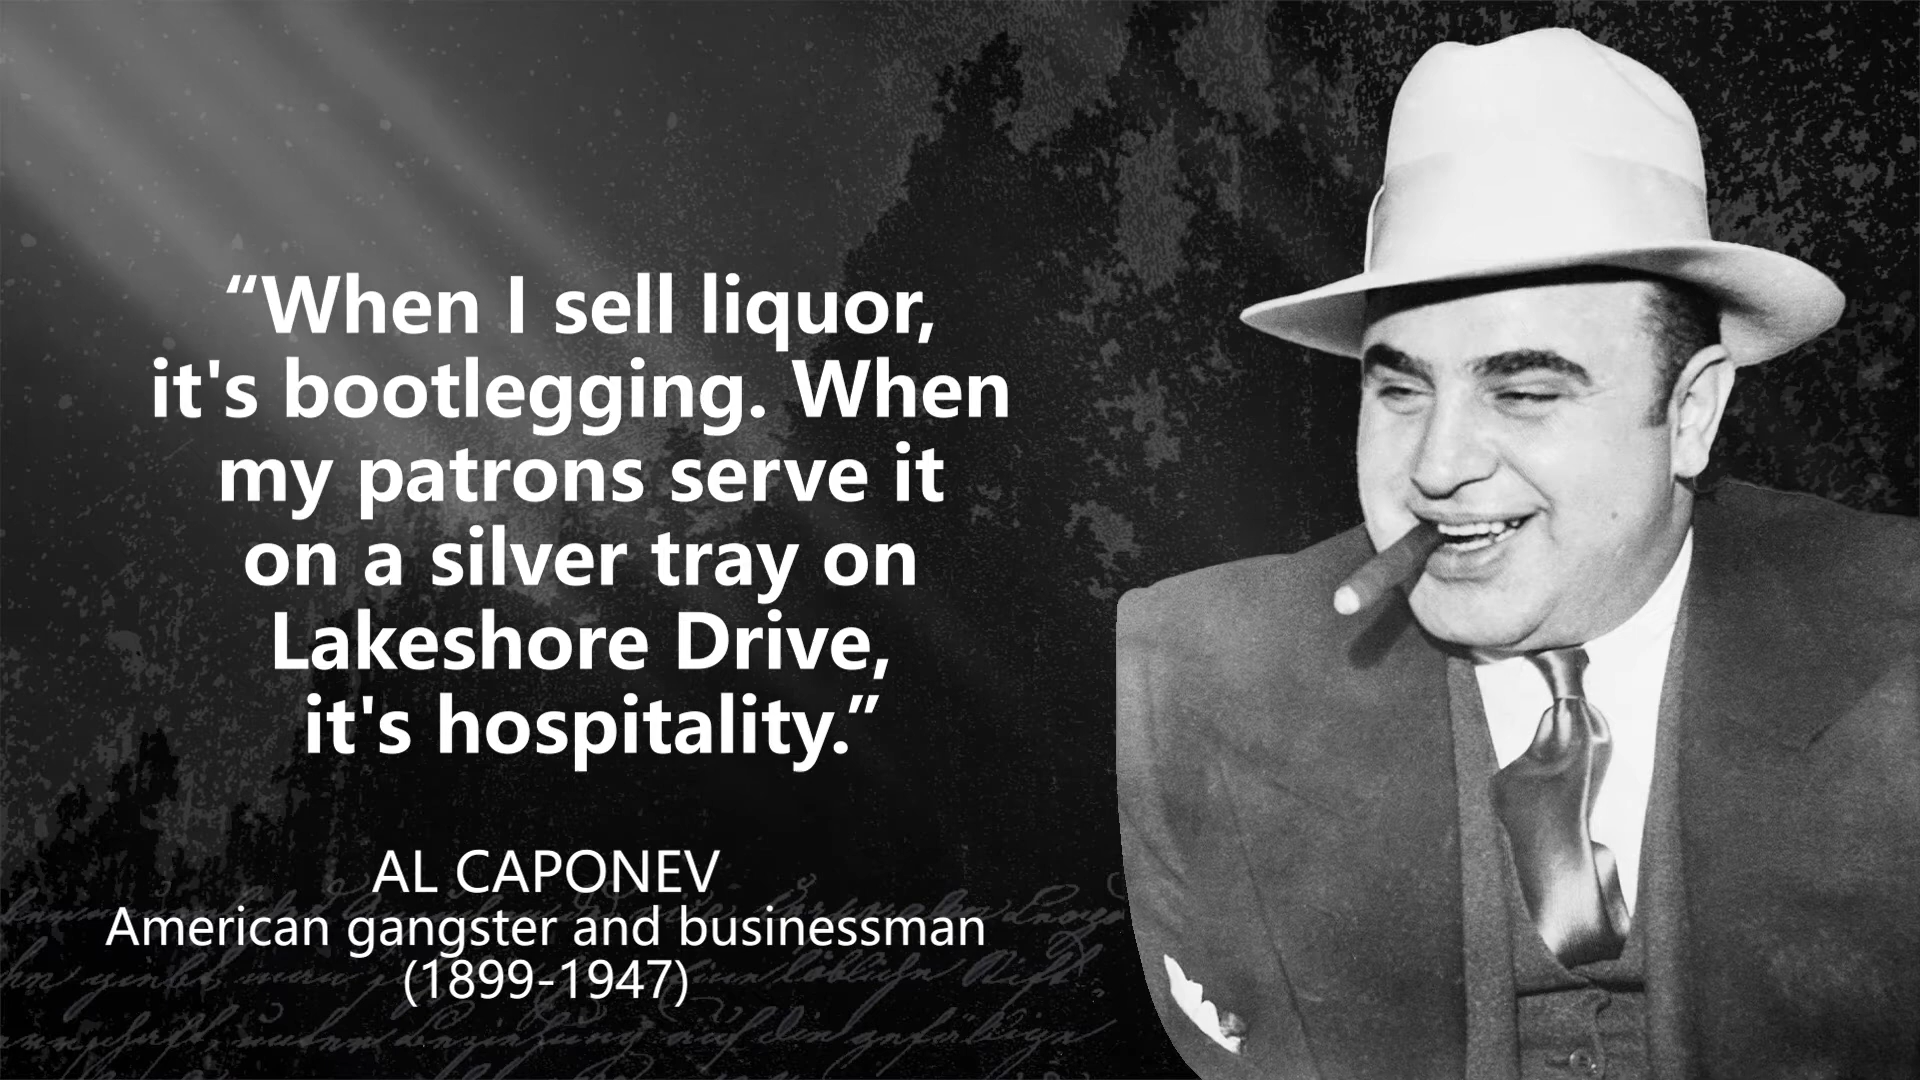 “When I sell liquor,
it's bootlegging. When
my patrons serve it
on a silver tray on
Lakeshore Drive,
it's hospitality.”
AL CAPONEV
American gangster and businessman
(1899-1947)